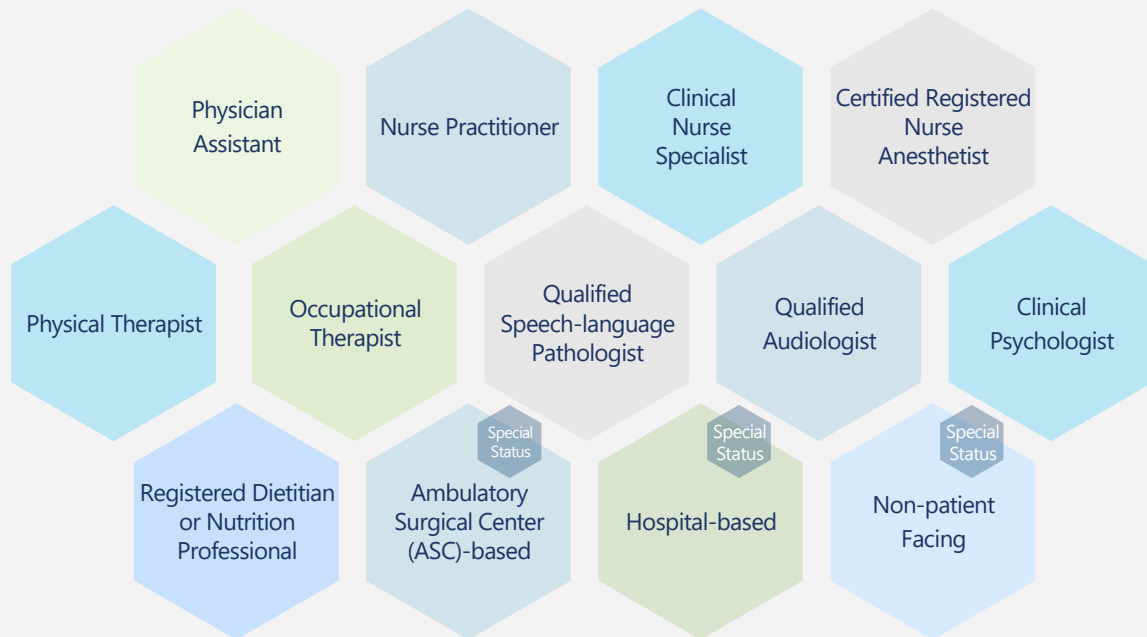 Physician
Assistant
Nurse Practitioner
Clinical
Nurse
Specialist
Certified Registered
Nurse
Anesthetist
Physical Therapist
Occupational
Therapist
Qualified
Speech-language
Pathologist
Qualified
Audiologist
Clinical
Psychologist
Registered Dietitian
or Nutrition
Professional
Special
Status
Ambulatory
Surgical Center
(ASC)-based
Special
Status
Hospital-based
Special
Status
Non-patient
Facing